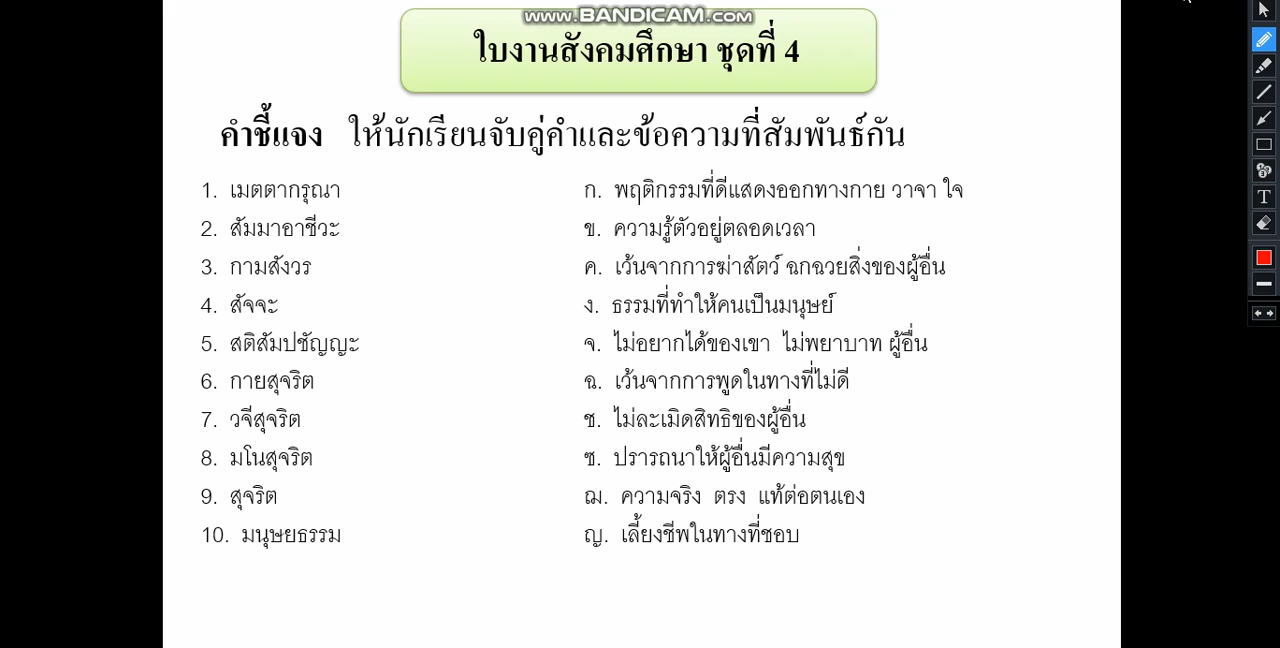 www.BANDICAM.com
ใบงานสังคมศึกษา ชุดที่ 4
คำชี้แจง ให้นักเรียนจับคู่คำและข้อความที่สัมพันธ์กัน
1. เมตตากรุณา ก. พฤติกรรมที่ดีแสดงออกทางกาย วาจา ใจ
2. สัมมาอาชีวะ ข. ความรู้ตัวอยู่ตลอดเวลา
3. กามสังวร ค. เว้นจากการฆ่าสัตว์ ฉกฉวยสิ่งของผู้อื่น
4. สัจจะ ง. ธรรมที่ทำให้คนเป็นมนุษย์
5. สติสัมปชัญญะ จ. ไม่อยากได้ของเขา ไม่พยาบาท ผู้อื่น
6. กายสุจริต ฉ. เว้นจากการพูดในทางที่ไม่ดี
7. วจีสุจริต ช. ไม่ละเมิดสิทธิของผู้อื่น
8. มโนสุจริต ซ. ปรารถนาให้ผู้อื่นมีความสุข
9. สุจริต ฌ. ความจริง ตรง แท้ต่อตนเอง
10. มนุษยธรรม ญ. เลี้ยงชีพในทางที่ชอบ